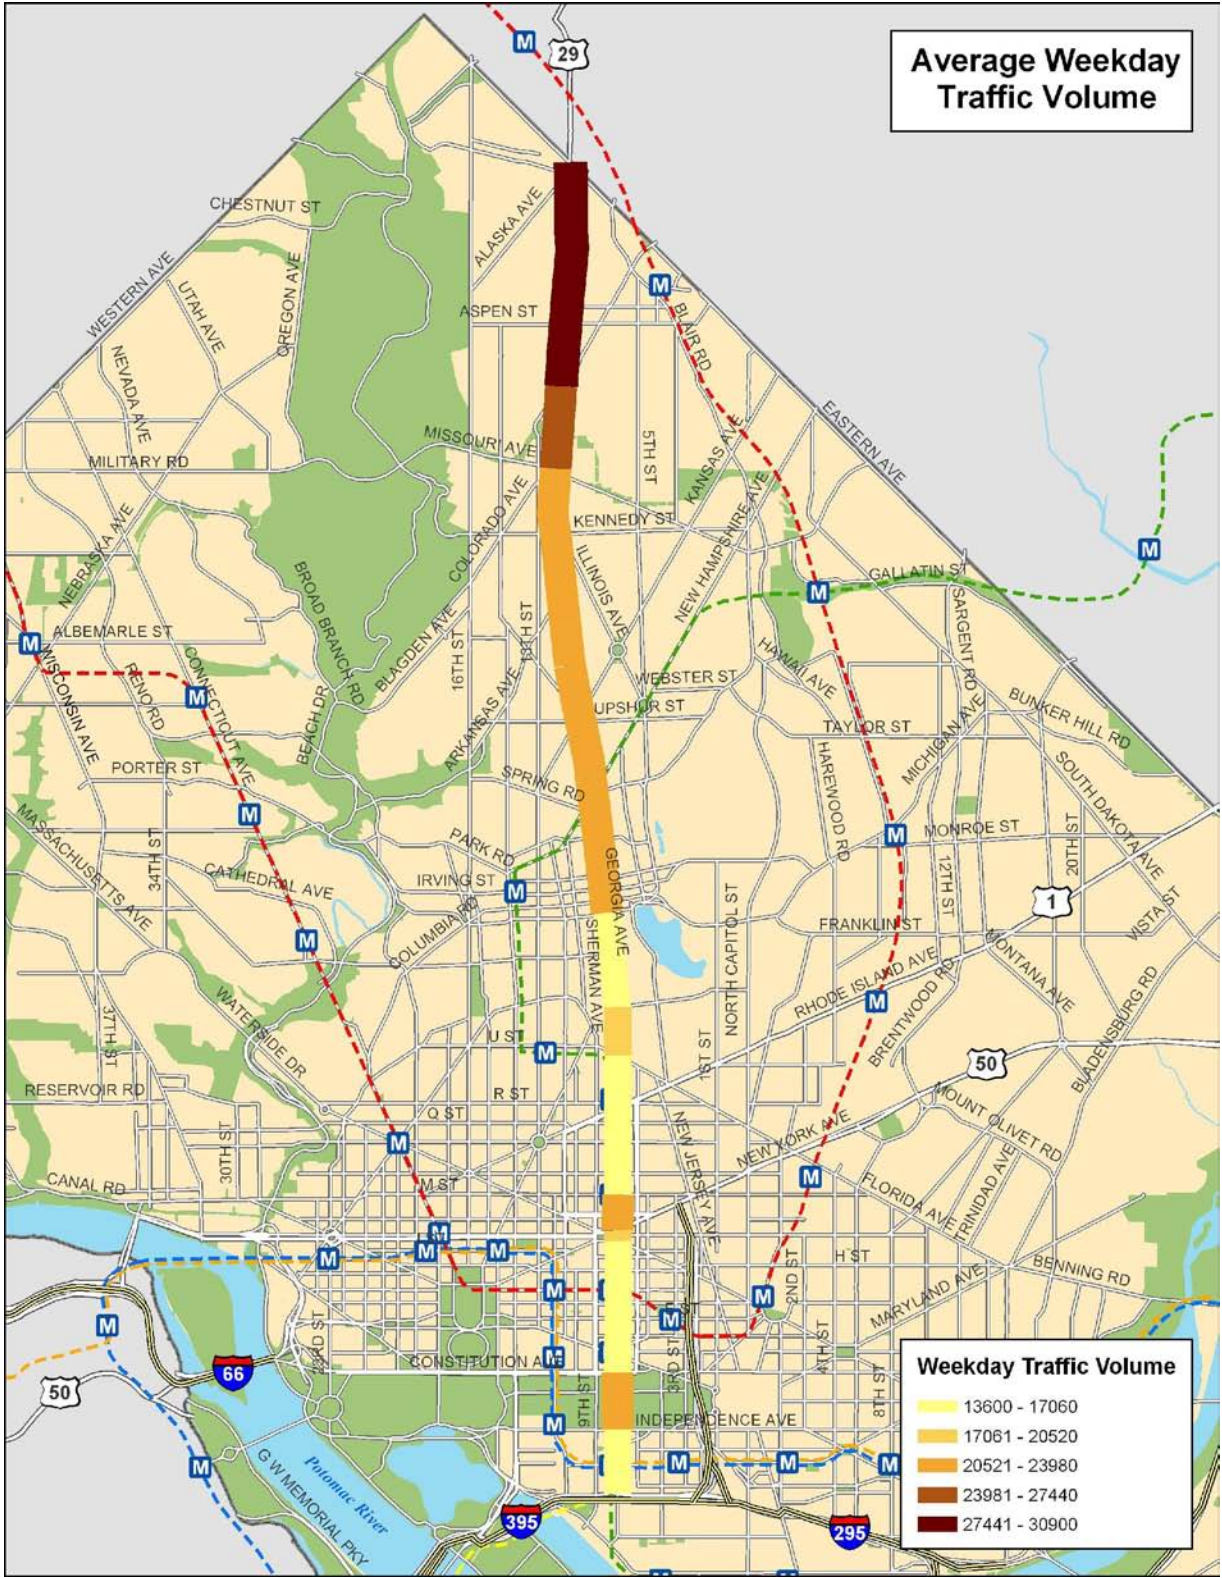 M
29
Average Weekday
Traffic Volume
CHESTNUT ST
ALASKA AVE
WESTERN AVE
UTAH AVE
OREGON AVE
M
ASPEN ST
BLAIR RD
NEVADA AVE
MISSOURI AVE
5TH ST
KANSAS AVE
EASTERN AVE
MILITARY RD
NEBRASKA AVE
COLORADO AVE
KENNEDY ST
NEW HAMPSHIRE AVE
M
ILLINOIS AVE
GALLATIN ST
M
BROAD BRANCH RD
SARGENT RD
ALBEMARLE ST
M
BLAGDEN AVE
16TH ST
13TH ST
HAWAII AVE
WISCONSIN AVE
RENO RD
CONNECTICUT AVE
M
WEBSTER ST
BUNKER HILL RD
BEACH DR
ARKANSAS AVE
UPSHUR ST
TAYLOR ST
MICHIGAN AVE
PORTER ST
SPRING RD
HAREWOOD RD
SOUTH DAKOTA AVE
M
MASSACHUSETTS AVE
34TH ST
PARK RD
M
MONROE ST
20TH ST
CATHEDRAL AVE
IRVING ST
M
GEORGIA AVE
12TH ST
1
COLUMBIA RD
SHERMAN AVE
NORTH CAPITOL ST
FRANKLIN ST
VISTA ST
M
MONTANA AVE
RHODE ISLAND AVE
M
BRENTWOOD RD
BLADENSBURG RD
WATERSIDE DR
37TH ST
U ST
M
1ST ST
50
RESERVOIR RD
R ST
Q ST
MOUNT OLIVET RD
30TH ST
M
NEW JERSEY AVE
NEW YORK AVE
TRINIDAD AVE
CANAL RD
M ST
M
FLORIDA AVE
M
M
M
M
H ST
BENNING RD
M
2ND ST
M
MARYLAND AVE
M
M
ST
23RD ST
CONSTITUTION AVE
M
3RD ST
4TH ST
66
50
9TH ST
8TH ST
M
INDEPENDENCE AVE
M
M
M
M
G W MEMORIAL PKY
Potomac River
395
295
Weekday Traffic Volume
13600 - 17060
17061 - 20520
20521 - 23980
23981 - 27440
27441 - 30900